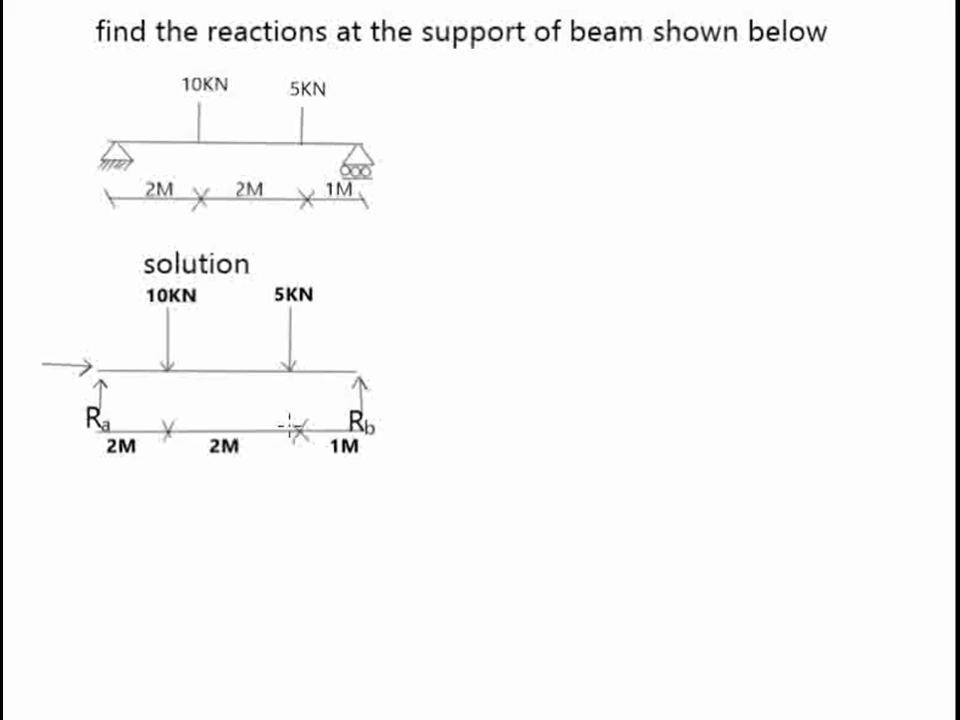 find the reactions at the support of beam shown below
10KN 5KN
2M 2M 1M
solution
10KN 5KN
Ra Rb
2M 2M 1M